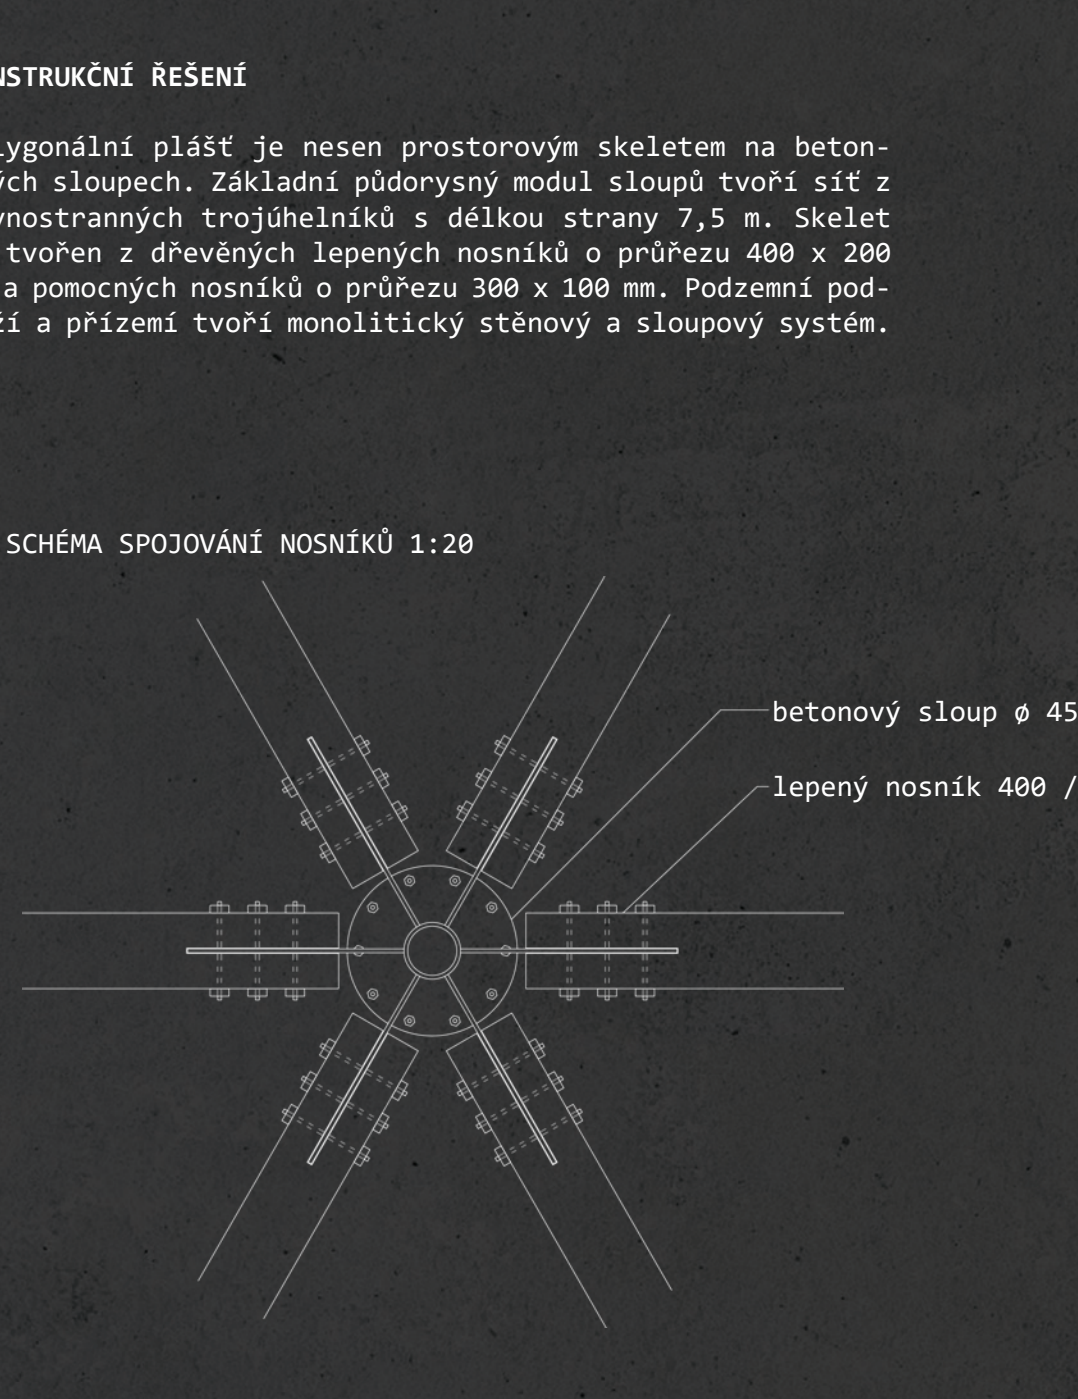 NSTRUKČNÍ ŘEŠENÍ
lygonální plášť je nesen prostorovým skeletem na beton-
ých sloupech. Základní půdorysný modul sloupů tvoří síť z
vnostranných trojúhelníků s délkou strany 7,5 m. Skelet
tvořen z dřevěných lepených nosníků o průřezu 400 x 200
a pomocných nosníků o průřezu 300 x 100 mm. Podzemní pod-
ží a přízemí tvoří monolitický stěnový a sloupový systém.
SCHÉMA SPOJOVÁNÍ NOSNÍKŮ 1:20
betonový sloup ø 45
lepený nosník 400 /